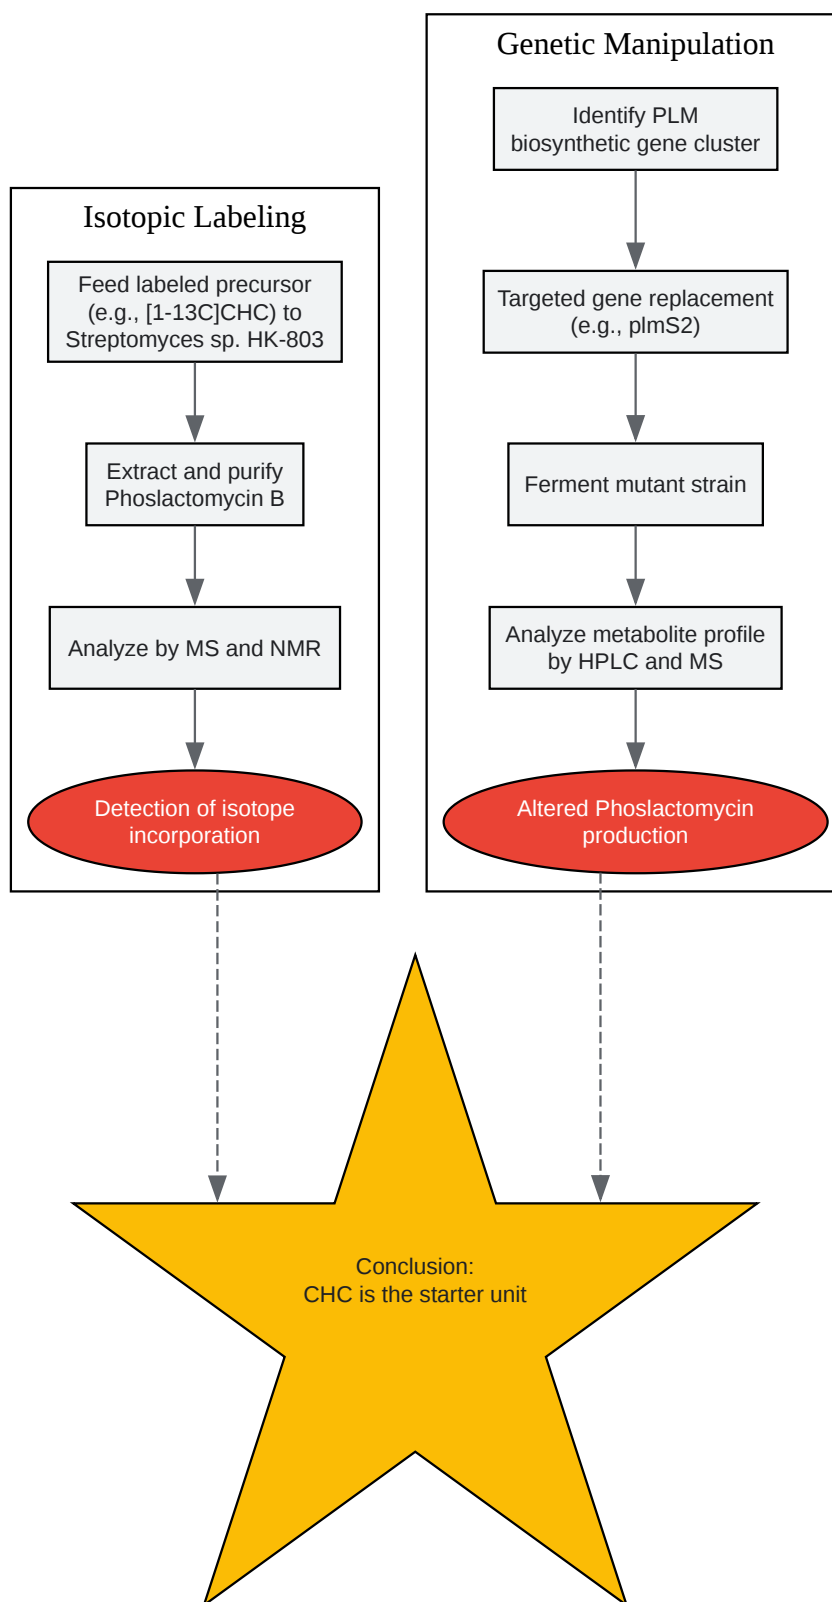 Isotopic Labeling
Feed labeled precursor
(e.g., [1-13C]CHC) to
Streptomyces sp. HK-803
Extract and purify
Phoslactomycin B
Analyze by MS and NMR
Detection of isotope
incorporation
Genetic Manipulation
Identify PLM
biosynthetic gene cluster
Targeted gene replacement
(e.g., plmS2)
Ferment mutant strain
Analyze metabolite profile
by HPLC and MS
Altered Phoslactomycin
production
Conclusion:
CHC is the starter unit